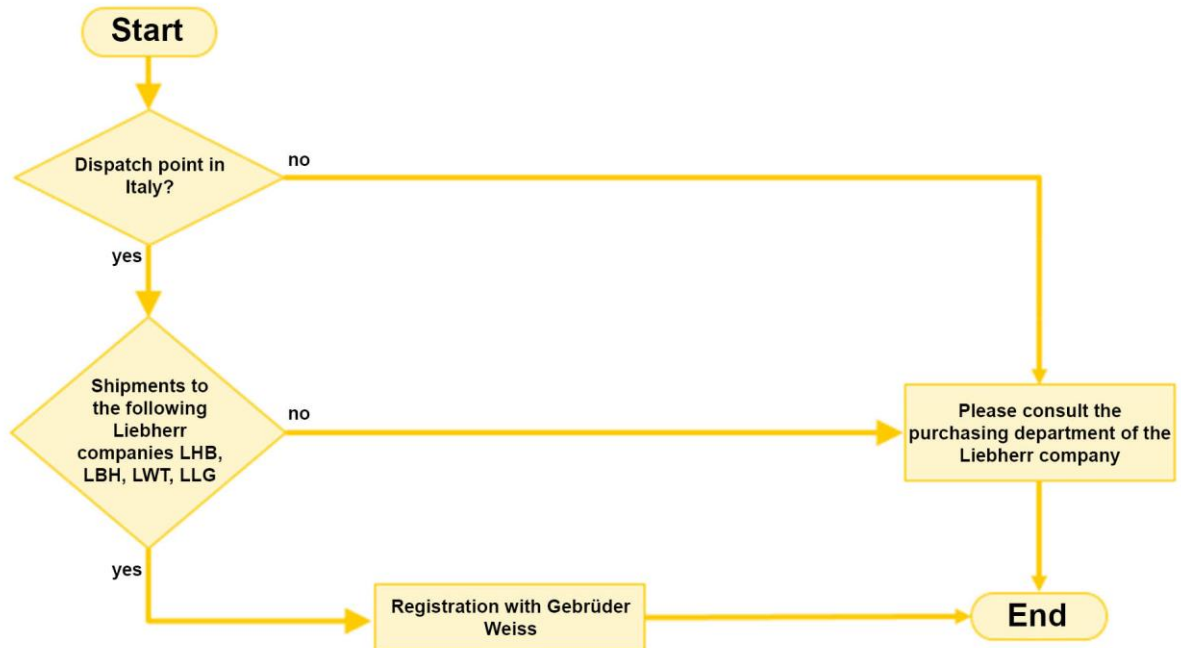 Start
Dispatch point in
Italy?
no
yes
Shipments to
the following
Liebherr
companies LHB,
LBH, LWT, LLG
no
Please consult the
purchasing department of the
Liebherr company
yes
Registration with Gebrüder
Weiss
End